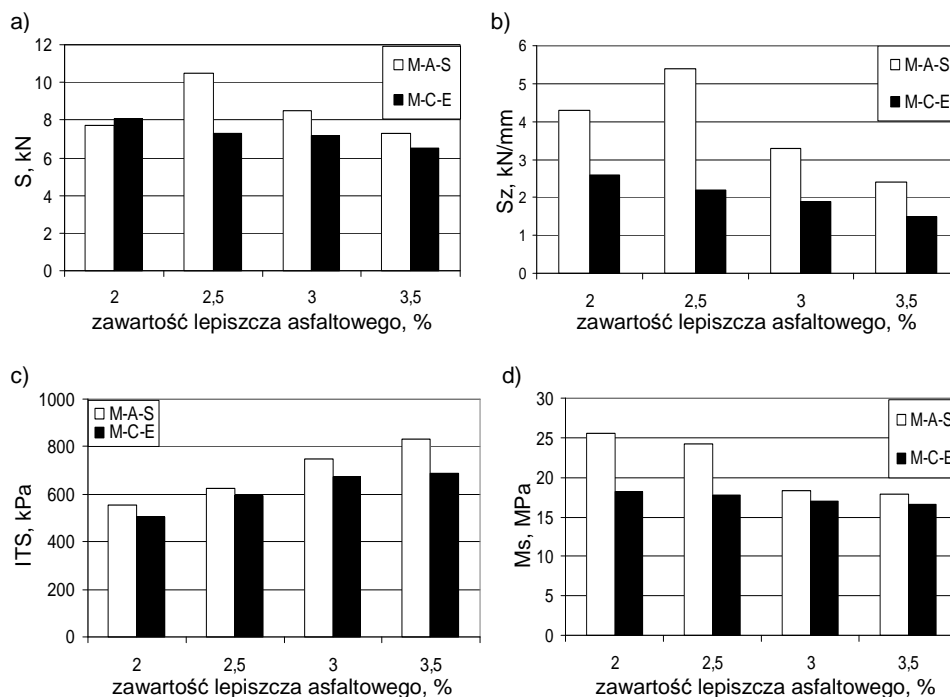 a)
12
10
8
6
4
2
0
S, kN
M-A-S
M-C-E
2 2,5 3 3,5
zawartość lepiszcza asfaltowego, %
b)
6
5
4
3
2
1
0
Sz, kN/mm
M-A-S
M-C-E
2 2,5 3 3,5
zawartość lepiszcza asfaltowego, %
c)
1000
800
600
400
200
0
ITS, kPa
M-A-S
M-C-E
2 2,5 3 3,5
zawartość lepiszcza asfaltowego, %
d)
30
25
20
15
10
5
0
Ms, MPa
M-A-S
M-C-E
2 2,5 3 3,5
zawartość lepiszcza asfaltowego, %